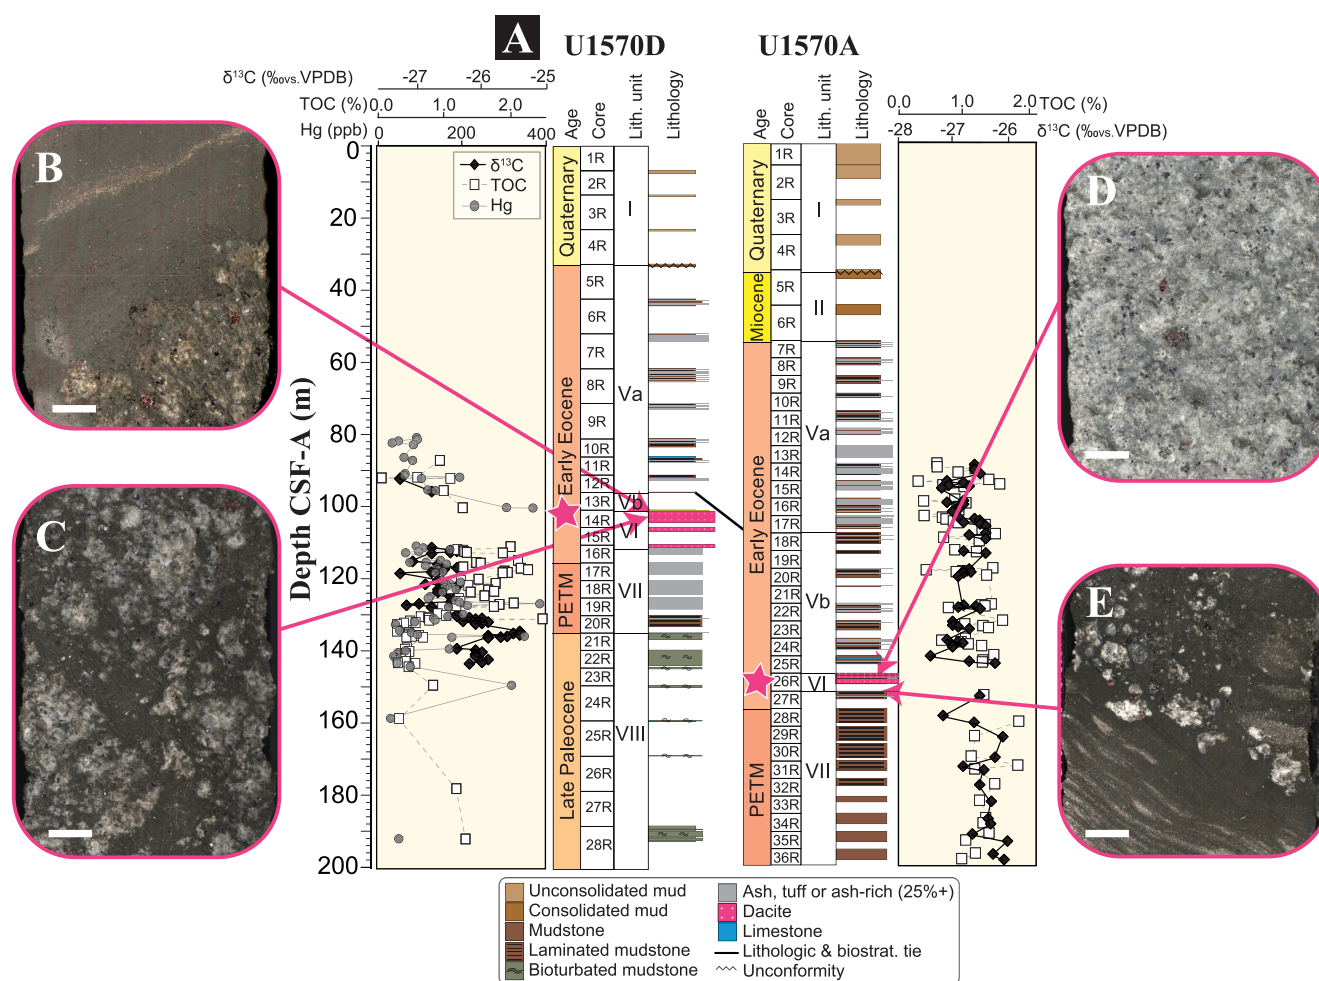 A U1570D U1570A
δ¹³C (‰vs.VPDB) -27 -26 -25
TOC (%) 0.0 1.0 2.0
Hg (ppb) 0 200 400
Age Core Lith. unit Lithology
Age Core Lith. unit Lithology
0.0 1.0 2.0 TOC (%)
-28 -27 -26 δ¹³C (‰vs.VPDB)
B
C
D
E
δ¹³C
TOC
Hg
Depth CSF-A (m)
0
20
40
60
80
100
120
140
160
180
200
Quaternary
Early Eocene
PETM
Late Paleocene
1R
2R
3R
4R
5R
6R
7R
8R
9R
10R
11R
12R
13R
14R
15R
16R
17R
18R
19R
20R
21R
22R
23R
24R
25R
26R
27R
28R
I
Va
Vb
VI
VII
VIII
Quaternary
Miocene
Early Eocene
PETM
1R
2R
3R
4R
5R
6R
7R
8R
9R
10R
11R
12R
13R
14R
15R
16R
17R
18R
19R
20R
21R
22R
23R
24R
25R
26R
27R
28R
29R
30R
31R
32R
33R
34R
35R
36R
I
II
Va
Vb
VI
VII
Unconsolidated mud
Consolidated mud
Mudstone
Laminated mudstone
Bioturbated mudstone
Ash, tuff or ash-rich (25%+)
Dacite
Limestone
Lithologic & biostrat. tie
Unconformity